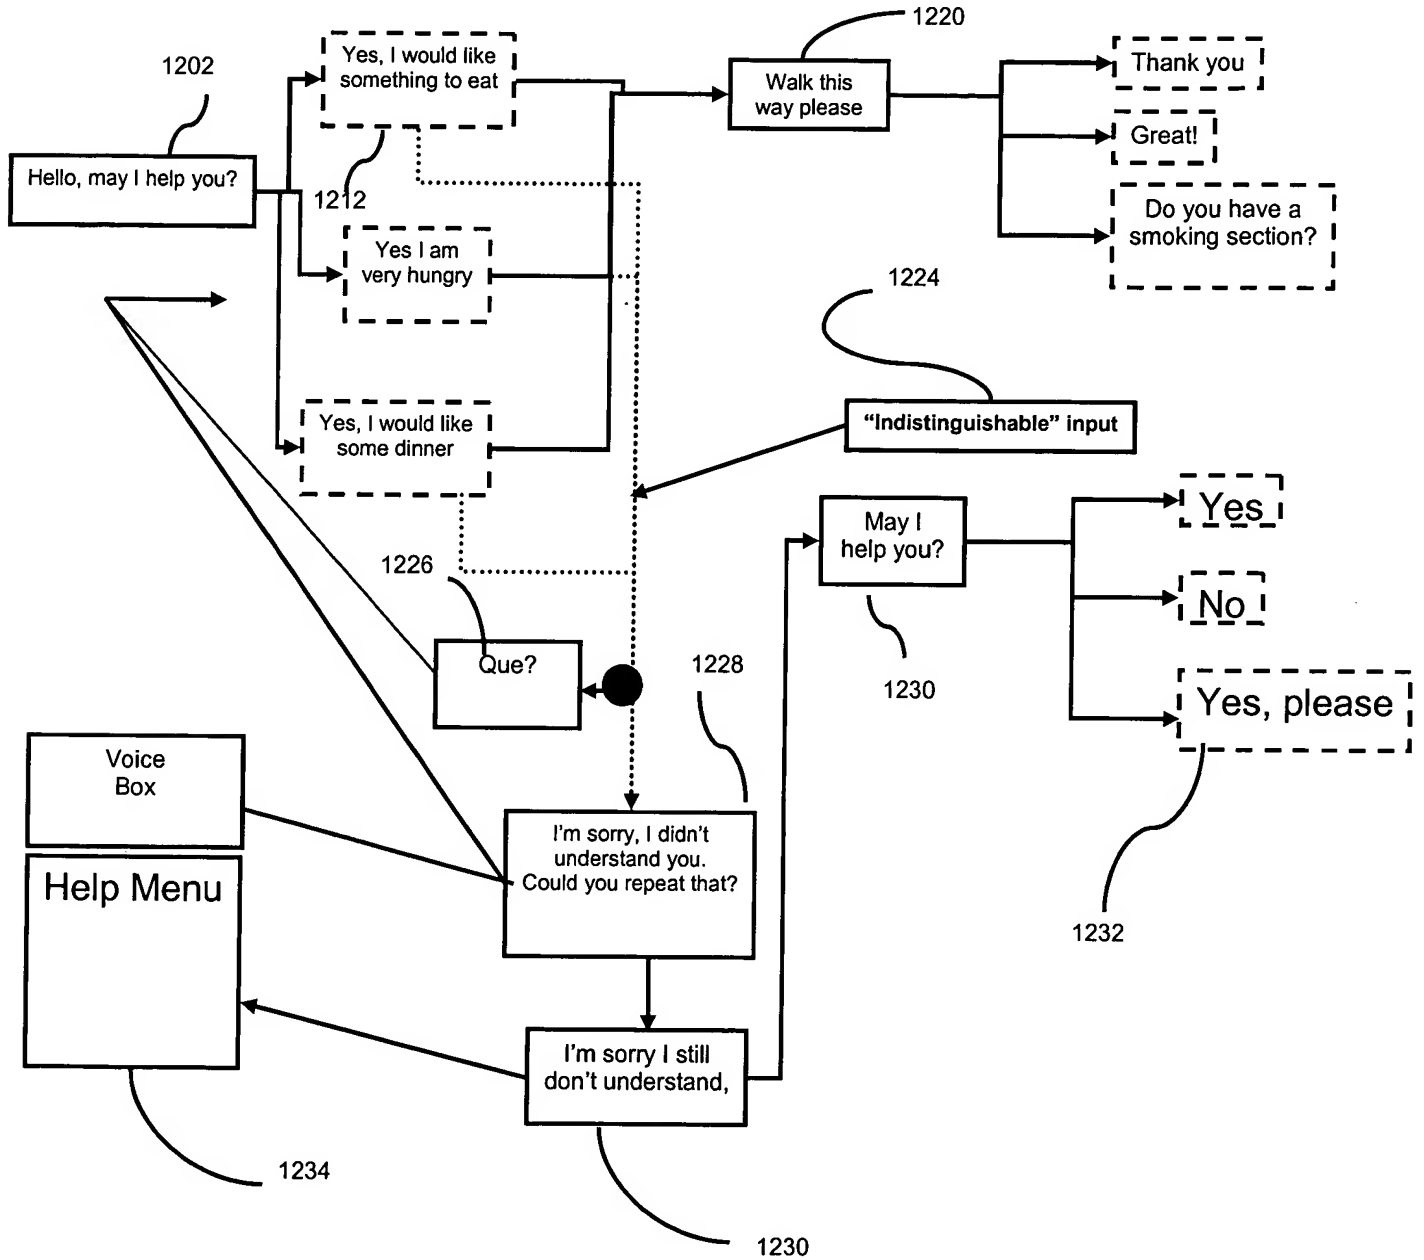 1220
Yes, I would like
something to eat
1202
Walk this
way please
Thank you
Great!
Hello, may I help you?
1212
Do you have a
smoking section?
Yes I am
very hungry
1224
Yes, I would like
some dinner
“Indistinguishable” input
Yes
May I
help you?
1226
No
Que?
1228
1230
Yes, please
Voice
Box
I’m sorry, I didn’t
understand you.
Could you repeat that?
Help Menu
1232
I’m sorry I still
don’t understand,
1234
1230